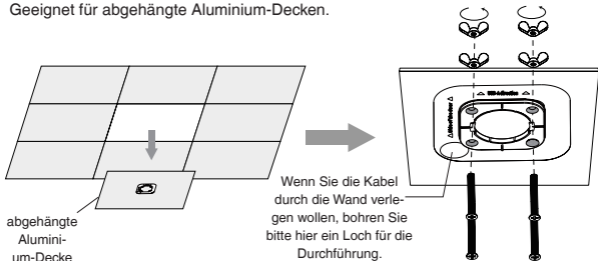 Geeignet für abgehängte Aluminium-Decken.
Wenn Sie die Kabel
durch die Wand verle-
gen wollen, bohren Sie
bitte hier ein Loch für die
Durchführung.
abgehängte
Alumini-
um-Decke